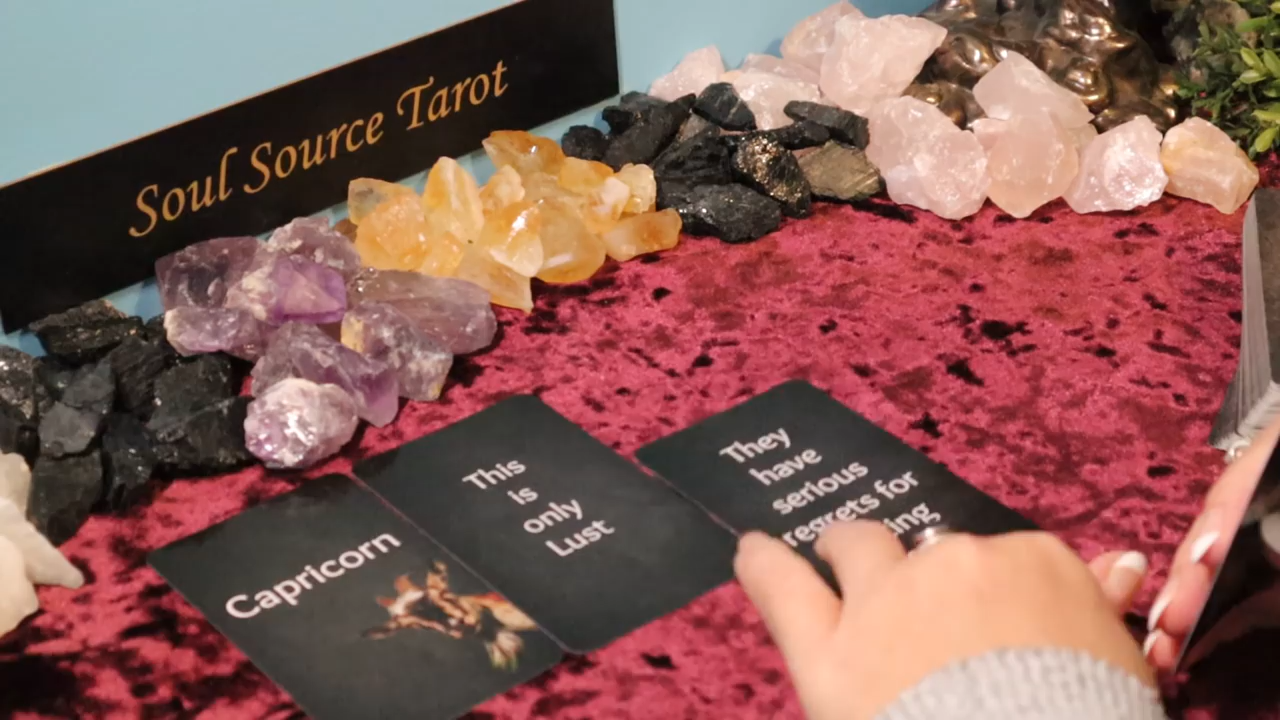 Soul Source Tarot
Capricorn
This
is
only
Lust
They
have
serious
regrets for